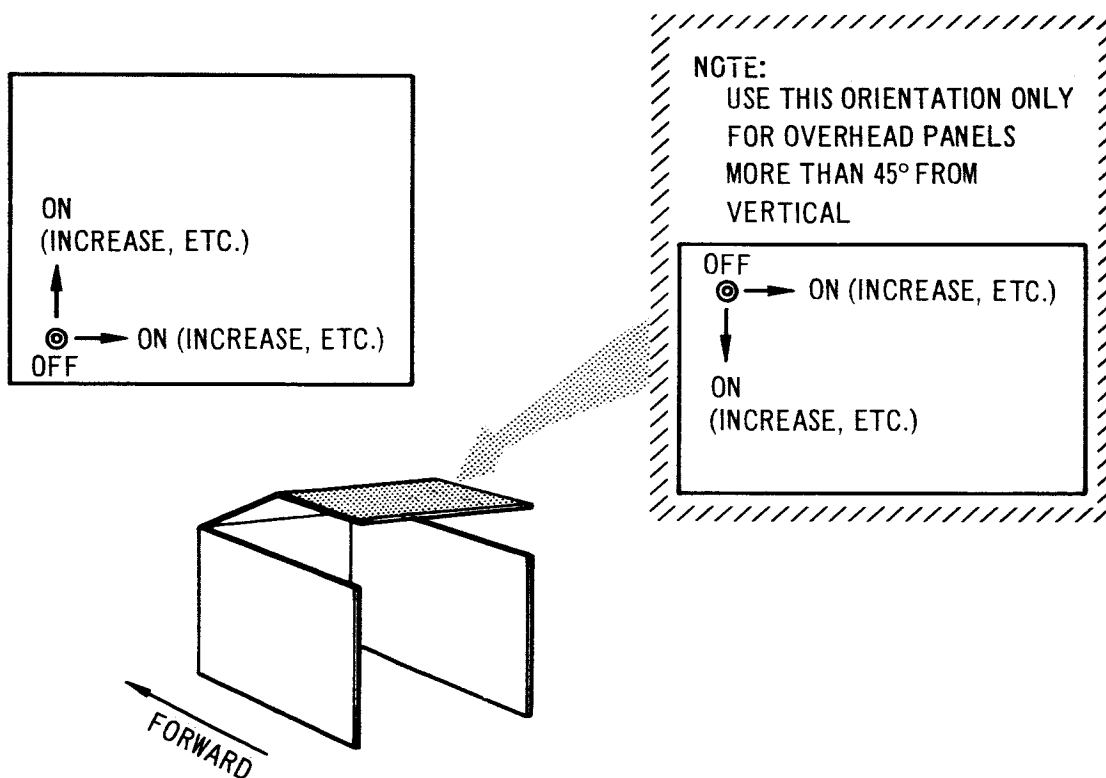 ON
(INCREASE, ETC.)
ON (INCREASE, ETC.)
OFF
NOTE:
USE THIS ORIENTATION ONLY
FOR OVERHEAD PANELS
MORE THAN 45° FROM
VERTICAL
OFF
ON (INCREASE, ETC.)
ON
(INCREASE, ETC.)
FORWARD